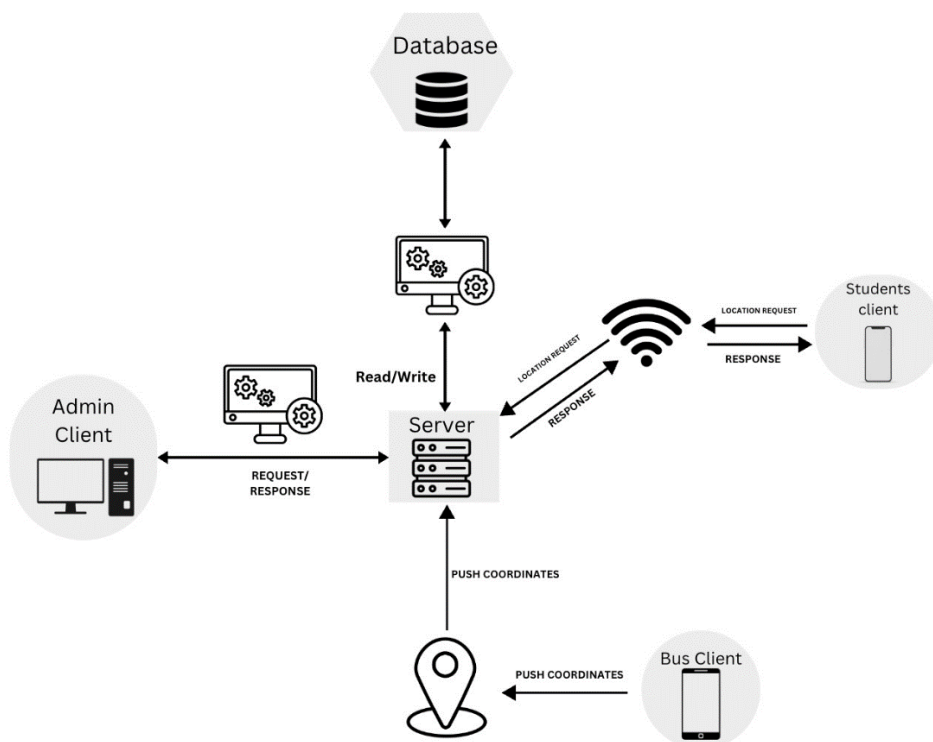 Database
Students
client
LOCATION REQUEST
RESPONSE
LOCATION REQUEST
RESPONSE
Read/Write
Server
Admin
Client
REQUEST/
RESPONSE
PUSH COORDINATES
Bus Client
PUSH COORDINATES